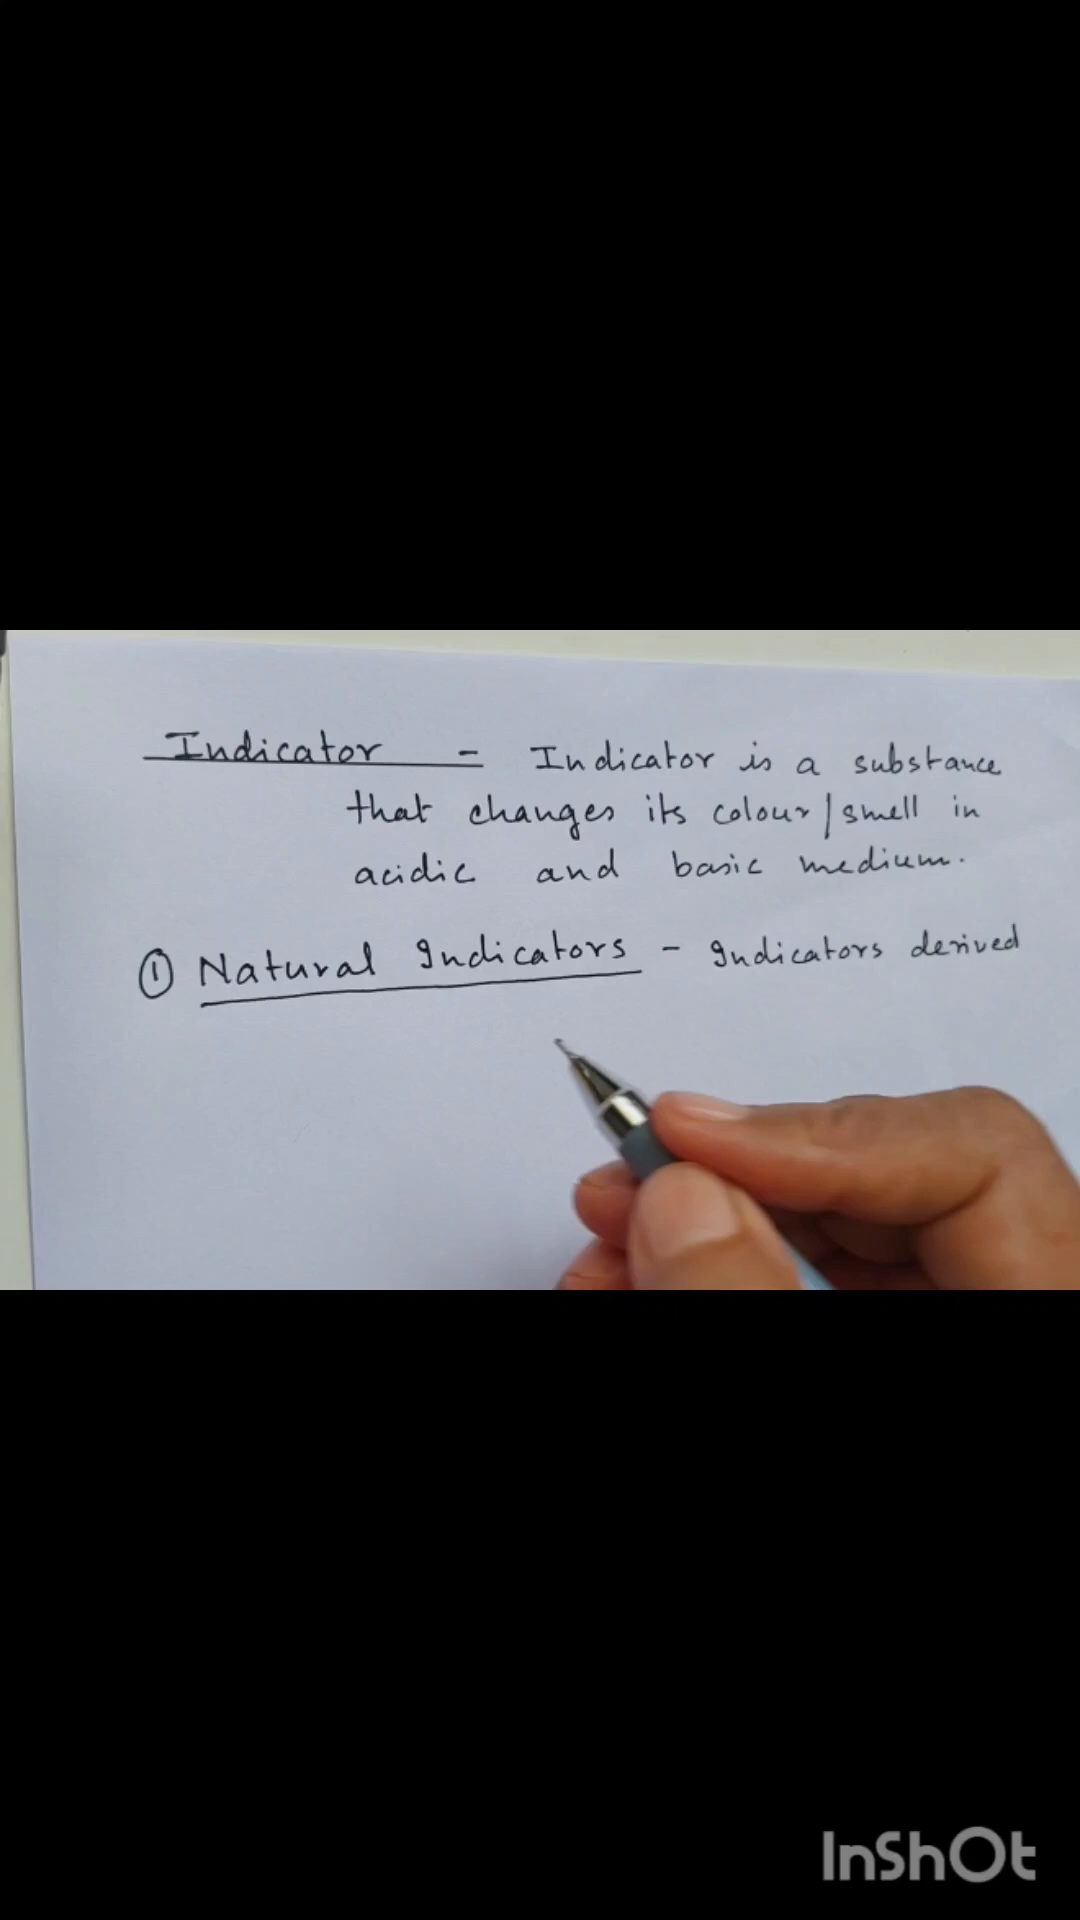 Indicator - Indicator is a substance
that changes its colour/smell in
acidic and basic medium.
① Natural Indicators - Indicators derived
InShOt